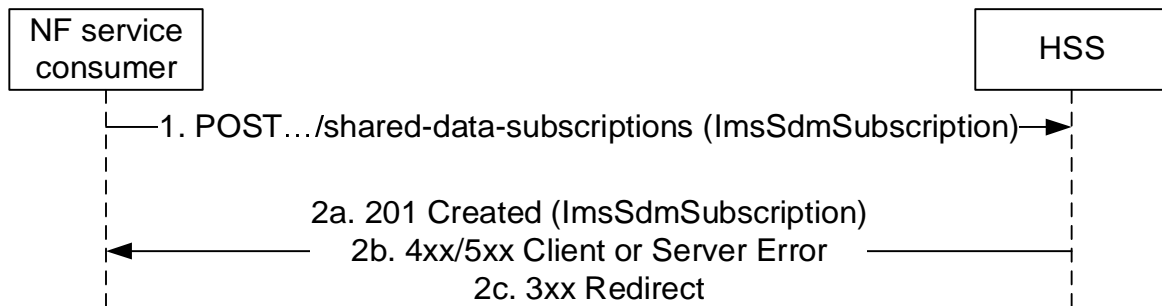 NF service
consumer
HSS
1. POST…/shared-data-subscriptions (ImsSdmSubscription)
2a. 201 Created (ImsSdmSubscription)
2b. 4xx/5xx Client or Server Error
2c. 3xx Redirect